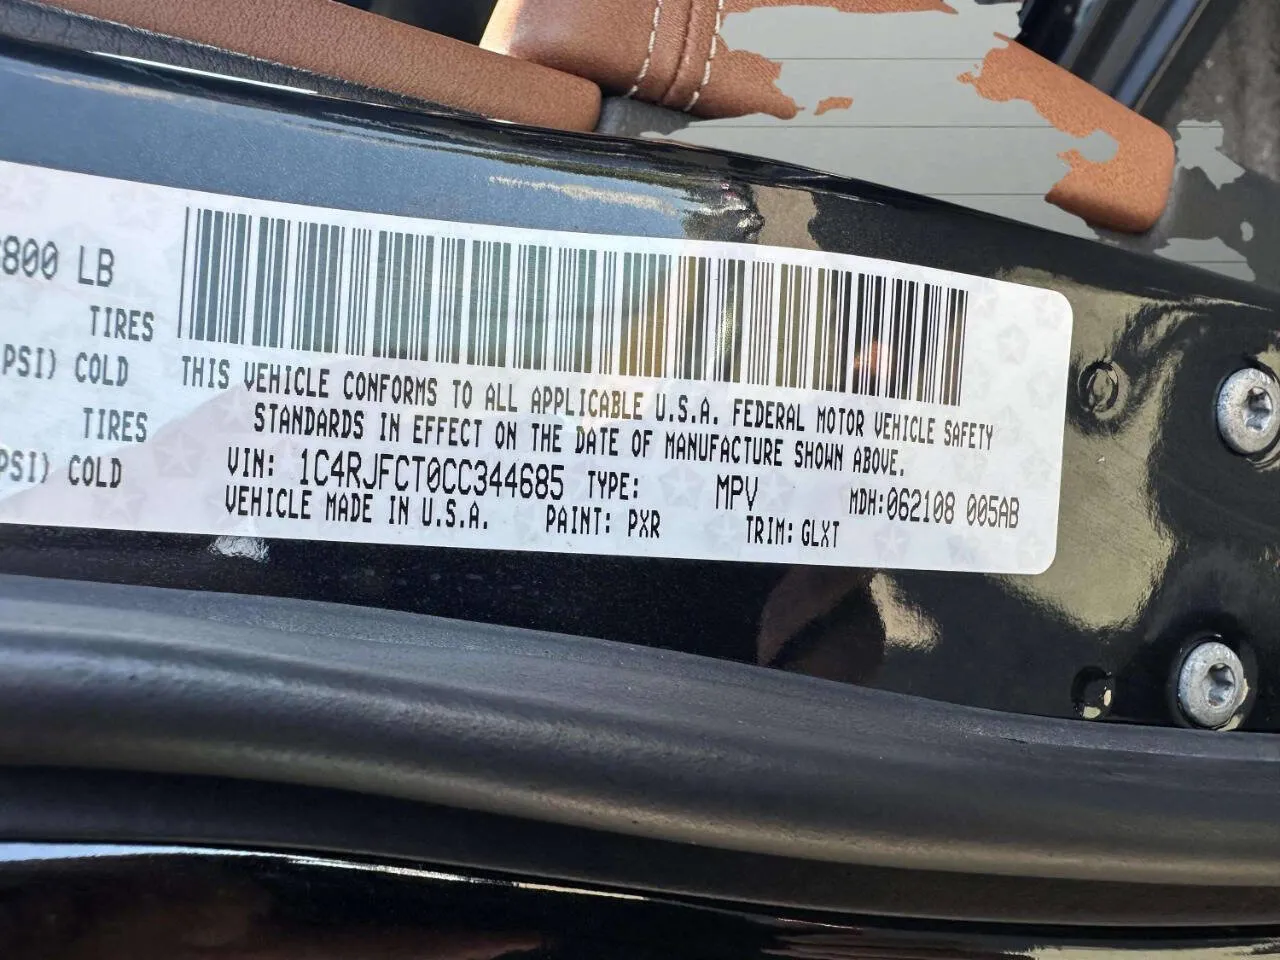 800 LB
TIRES
PSI) COLD
TIRES
PSI) COLD
THIS VEHICLE CONFORMS TO ALL APPLICABLE U.S.A. FEDERAL MOTOR VEHICLE SAFETY
STANDARDS IN EFFECT ON THE DATE OF MANUFACTURE SHOWN ABOVE.
VIN: 1C4RJFCT0CC344685 TYPE: MPV MDH:062108 005AB
VEHICLE MADE IN U.S.A. PAINT: PXR TRIM: GLXT